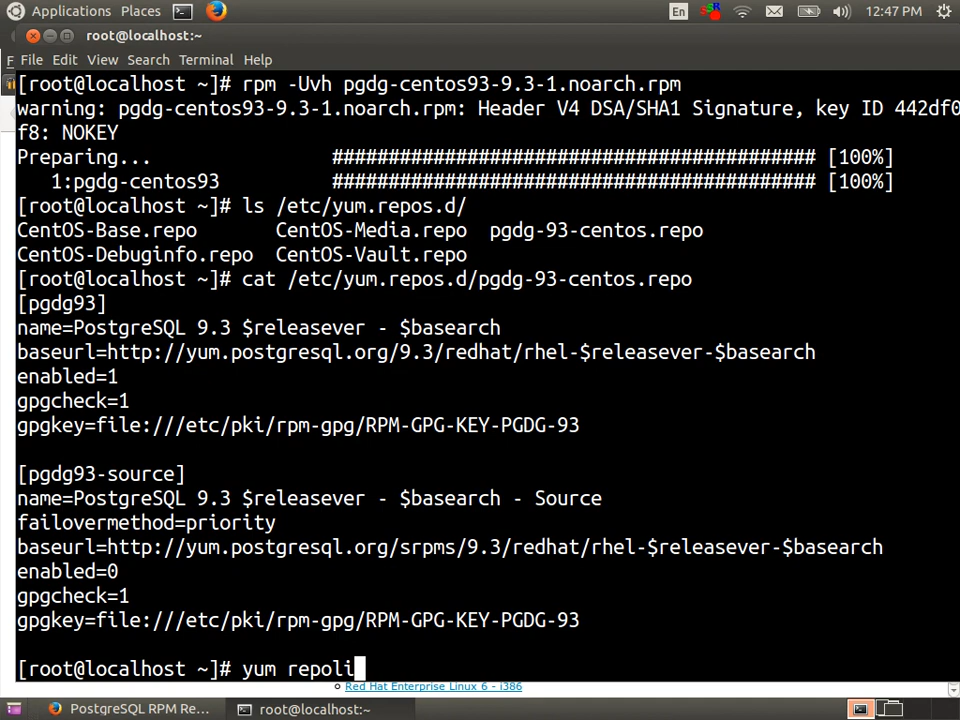 Applications Places En 12:47 PM
root@localhost:~
File Edit View Search Terminal Help
[root@localhost ~]# rpm -Uvh pgdg-centos93-9.3-1.noarch.rpm
warning: pgdg-centos93-9.3-1.noarch.rpm: Header V4 DSA/SHA1 Signature, key ID 442df0
f8: NOKEY
Preparing... ########################################### [100%]
1:pgdg-centos93 ########################################### [100%]
[root@localhost ~]# ls /etc/yum.repos.d/
CentOS-Base.repo CentOS-Media.repo pgdg-93-centos.repo
CentOS-Debuginfo.repo CentOS-Vault.repo
[root@localhost ~]# cat /etc/yum.repos.d/pgdg-93-centos.repo
[pgdg93]
name=PostgreSQL 9.3 $releasever - $basearch
baseurl=http://yum.postgresql.org/9.3/redhat/rhel-$releasever-$basearch
enabled=1
gpgcheck=1
gpgkey=file:///etc/pki/rpm-gpg/RPM-GPG-KEY-PGDG-93
[pgdg93-source]
name=PostgreSQL 9.3 $releasever - $basearch - Source
failovermethod=priority
baseurl=http://yum.postgresql.org/srpms/9.3/redhat/rhel-$releasever-$basearch
enabled=0
gpgcheck=1
gpgkey=file:///etc/pki/rpm-gpg/RPM-GPG-KEY-PGDG-93
[root@localhost ~]# yum repoli
Red Hat Enterprise Linux 6 - i386
PostgreSQL RPM Re... root@localhost:~